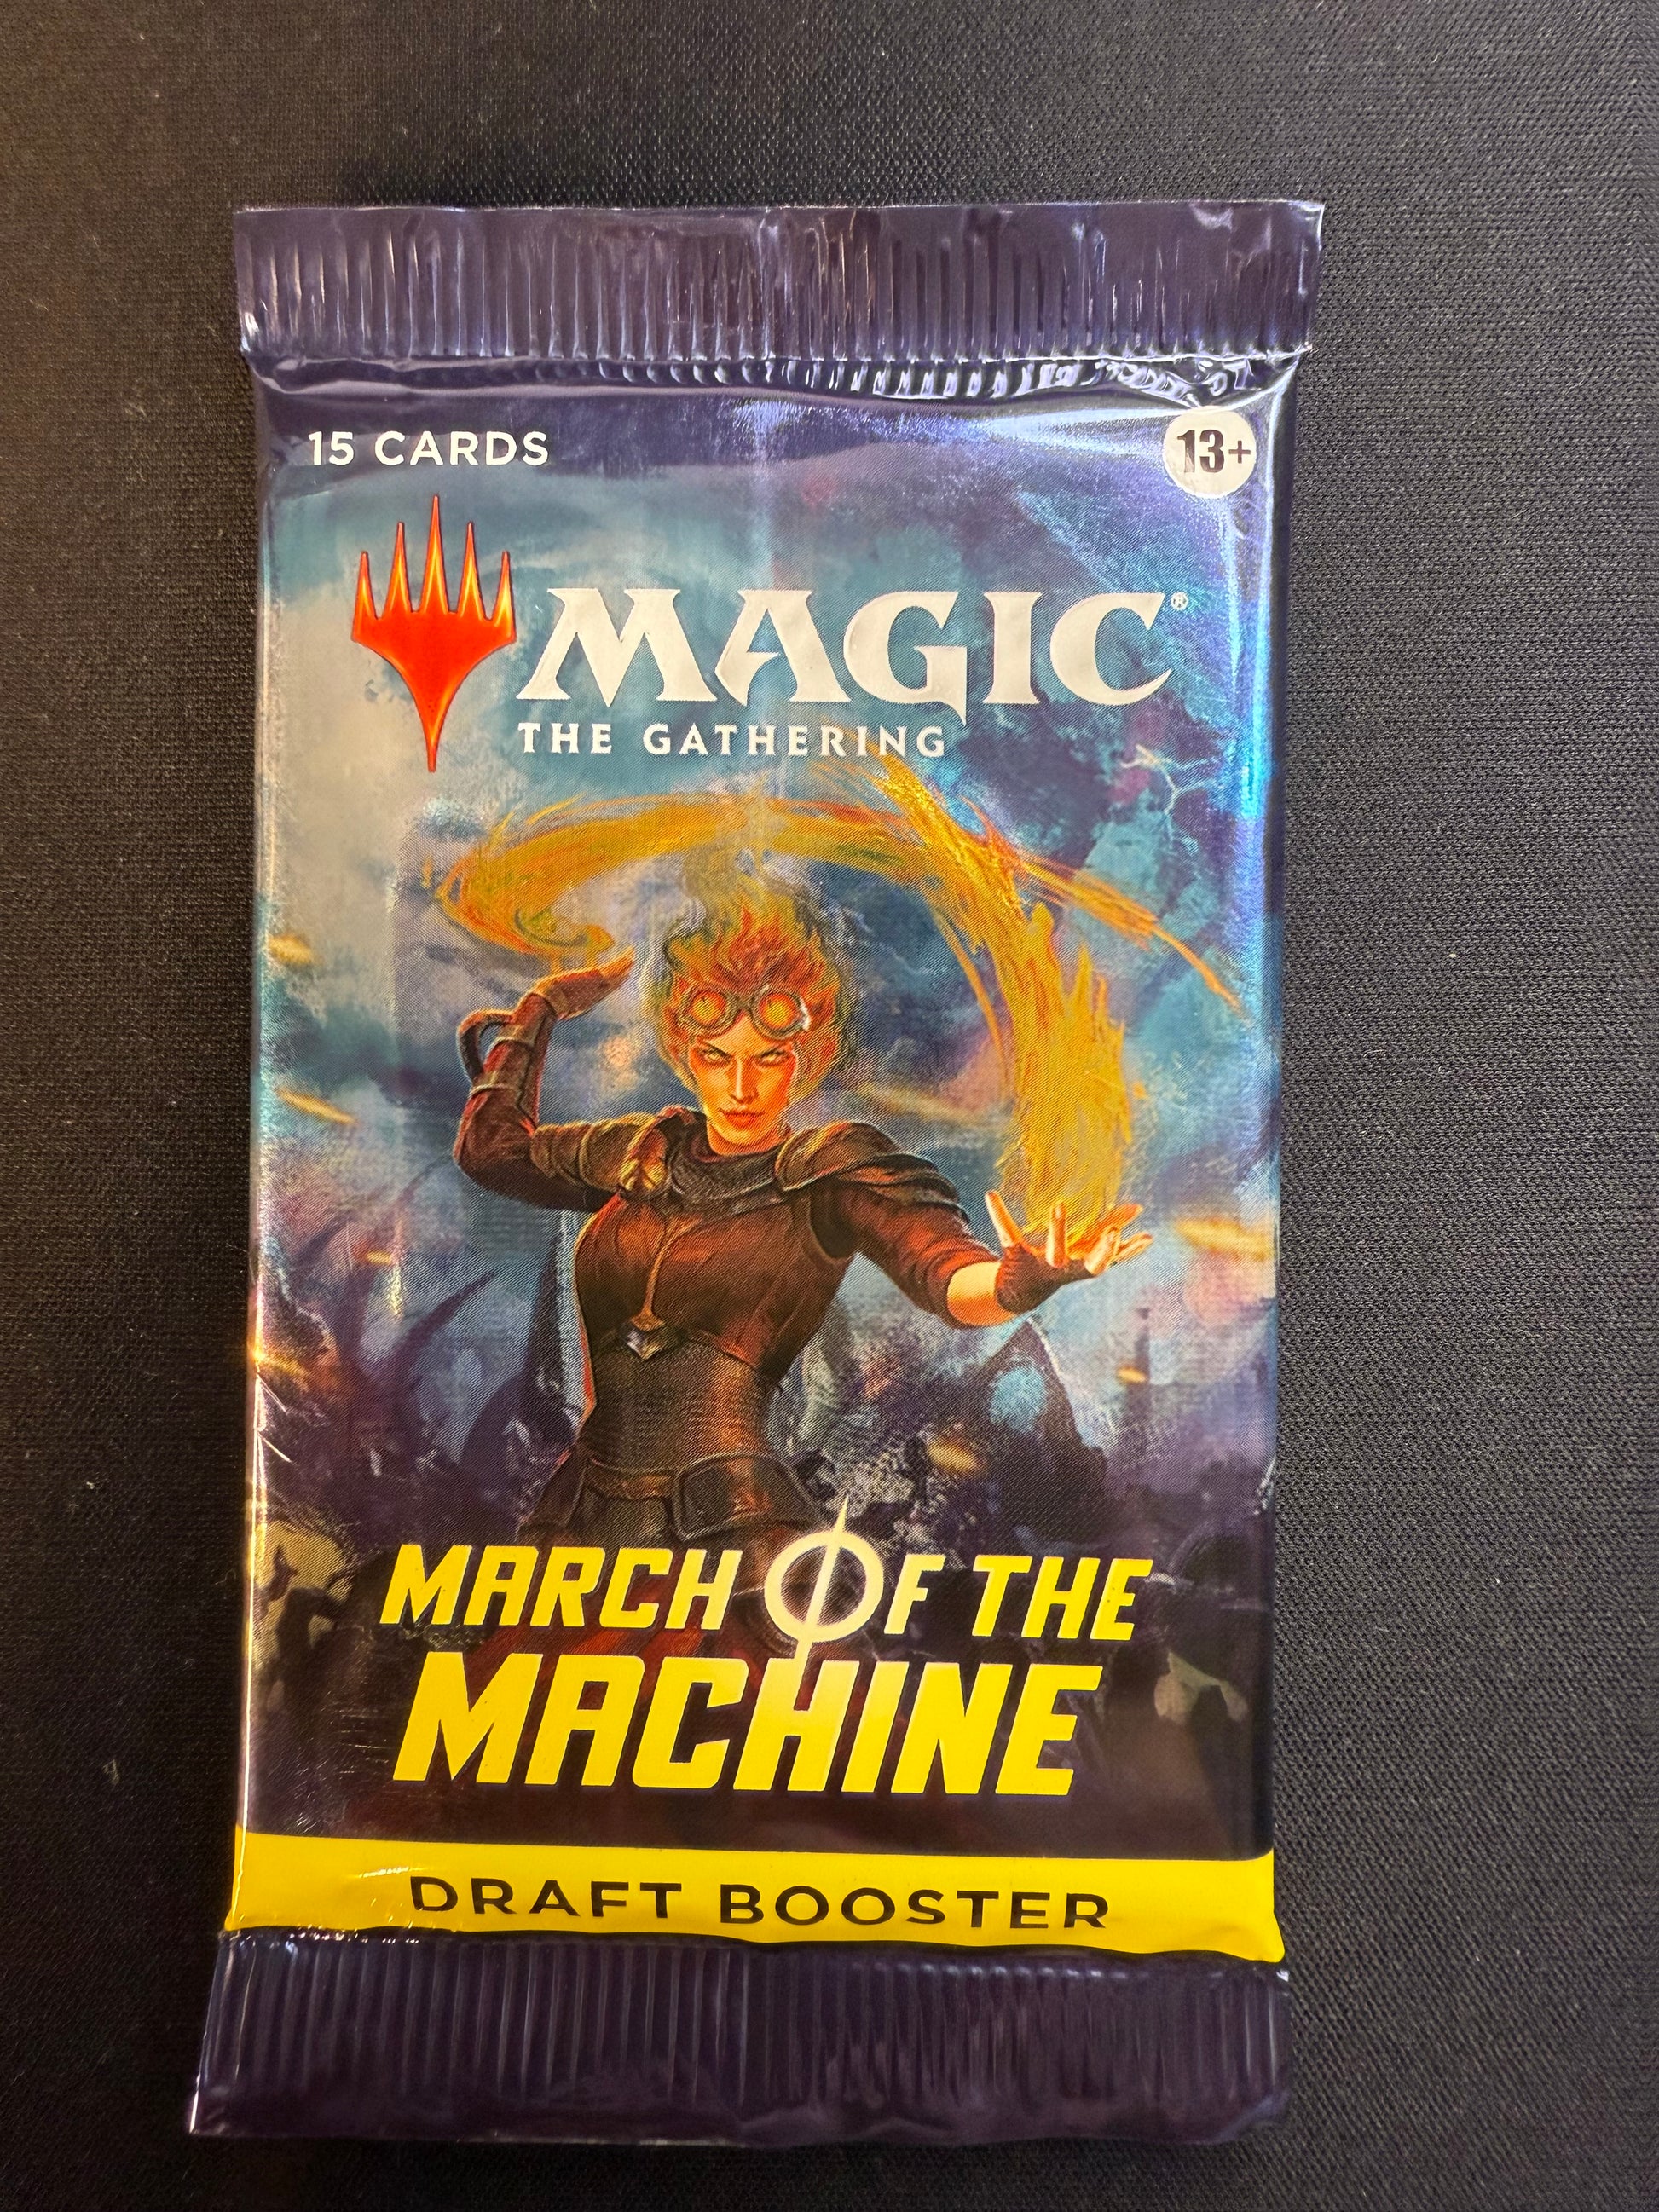 15 CARDS
13+
MAGIC®
THE GATHERING
MARCH OF THE
MACHINE
DRAFT BOOSTER